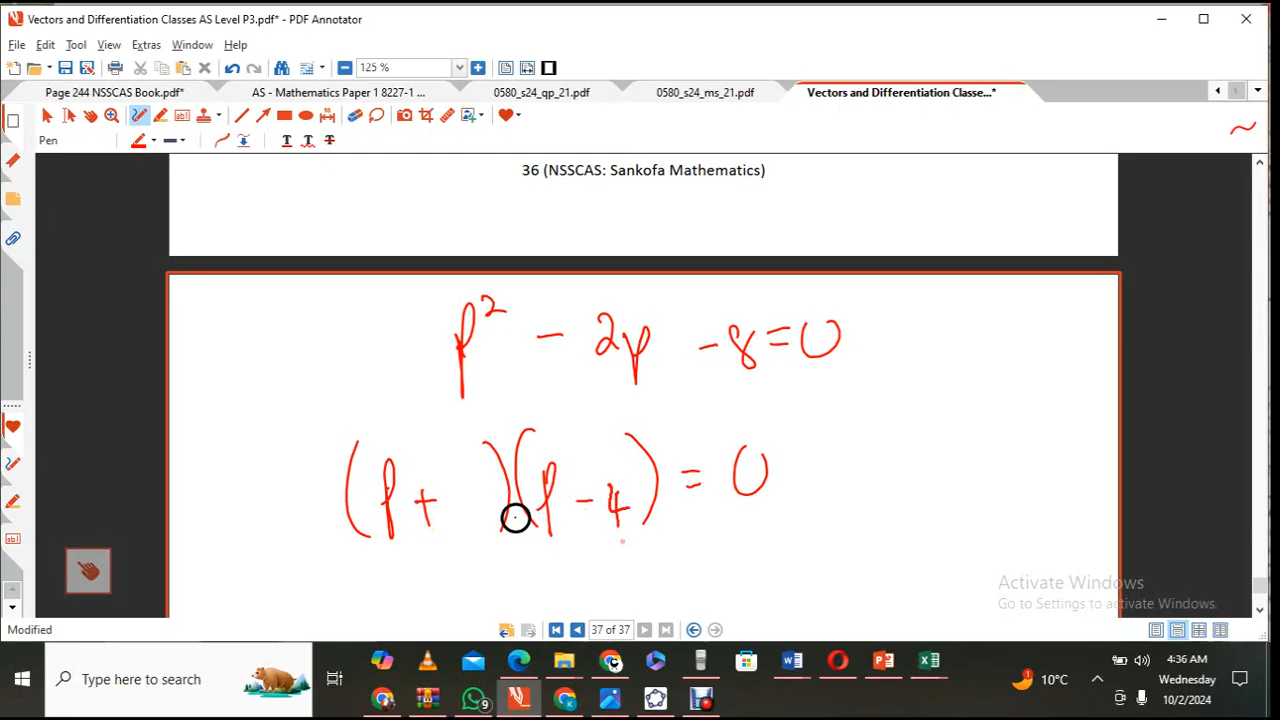 Vectors and Differentiation Classes AS Level P3.pdf* - PDF Annotator
File Edit Tool View Extras Window Help
125 %
Page 244 NSSCAS Book.pdf* AS - Mathematics Paper 1 8227-1 ... 0580_s24_qp_21.pdf 0580_s24_ms_21.pdf Vectors and Differentiation Classe...*
Pen
36 (NSSCAS: Sankofa Mathematics)
p² - 2p - 8 = 0
(p + )(p - 4) = 0
Activate Windows
Go to Settings to activate Windows.
Modified
37 of 37
Type here to search
9
10°C
4:36 AM
Wednesday
10/2/2024